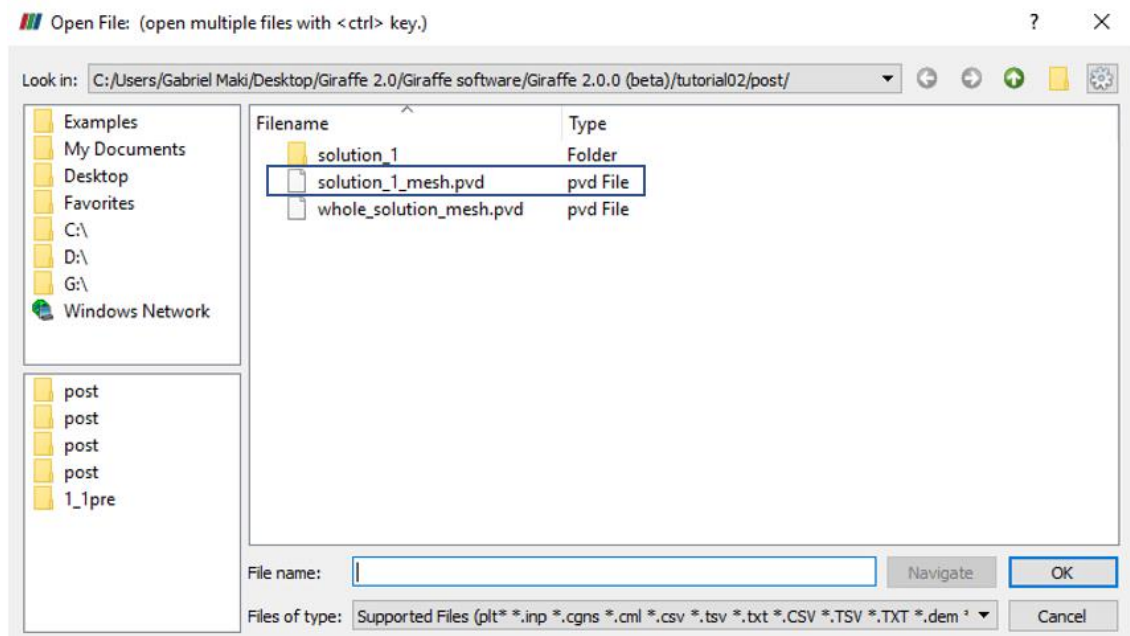 Open File: (open multiple files with <ctrl> key.)
?
Look in: C:/Users/Gabriel Maki/Desktop/Giraffe 2.0/Giraffe software/Giraffe 2.0.0 (beta)/tutorial02/post/
Examples
My Documents
Desktop
Favorites
C:\
D:\
G:\
Windows Network
post
post
post
post
1_1pre
Filename Type
solution_1 Folder
solution_1_mesh.pvd pvd File
whole_solution_mesh.pvd pvd File
File name: Navigate OK
Files of type: Supported Files (plt* *.inp *.cgns *.cml *.csv *.tsv *.txt *.CSV *.TSV *.TXT *.dem * Cancel